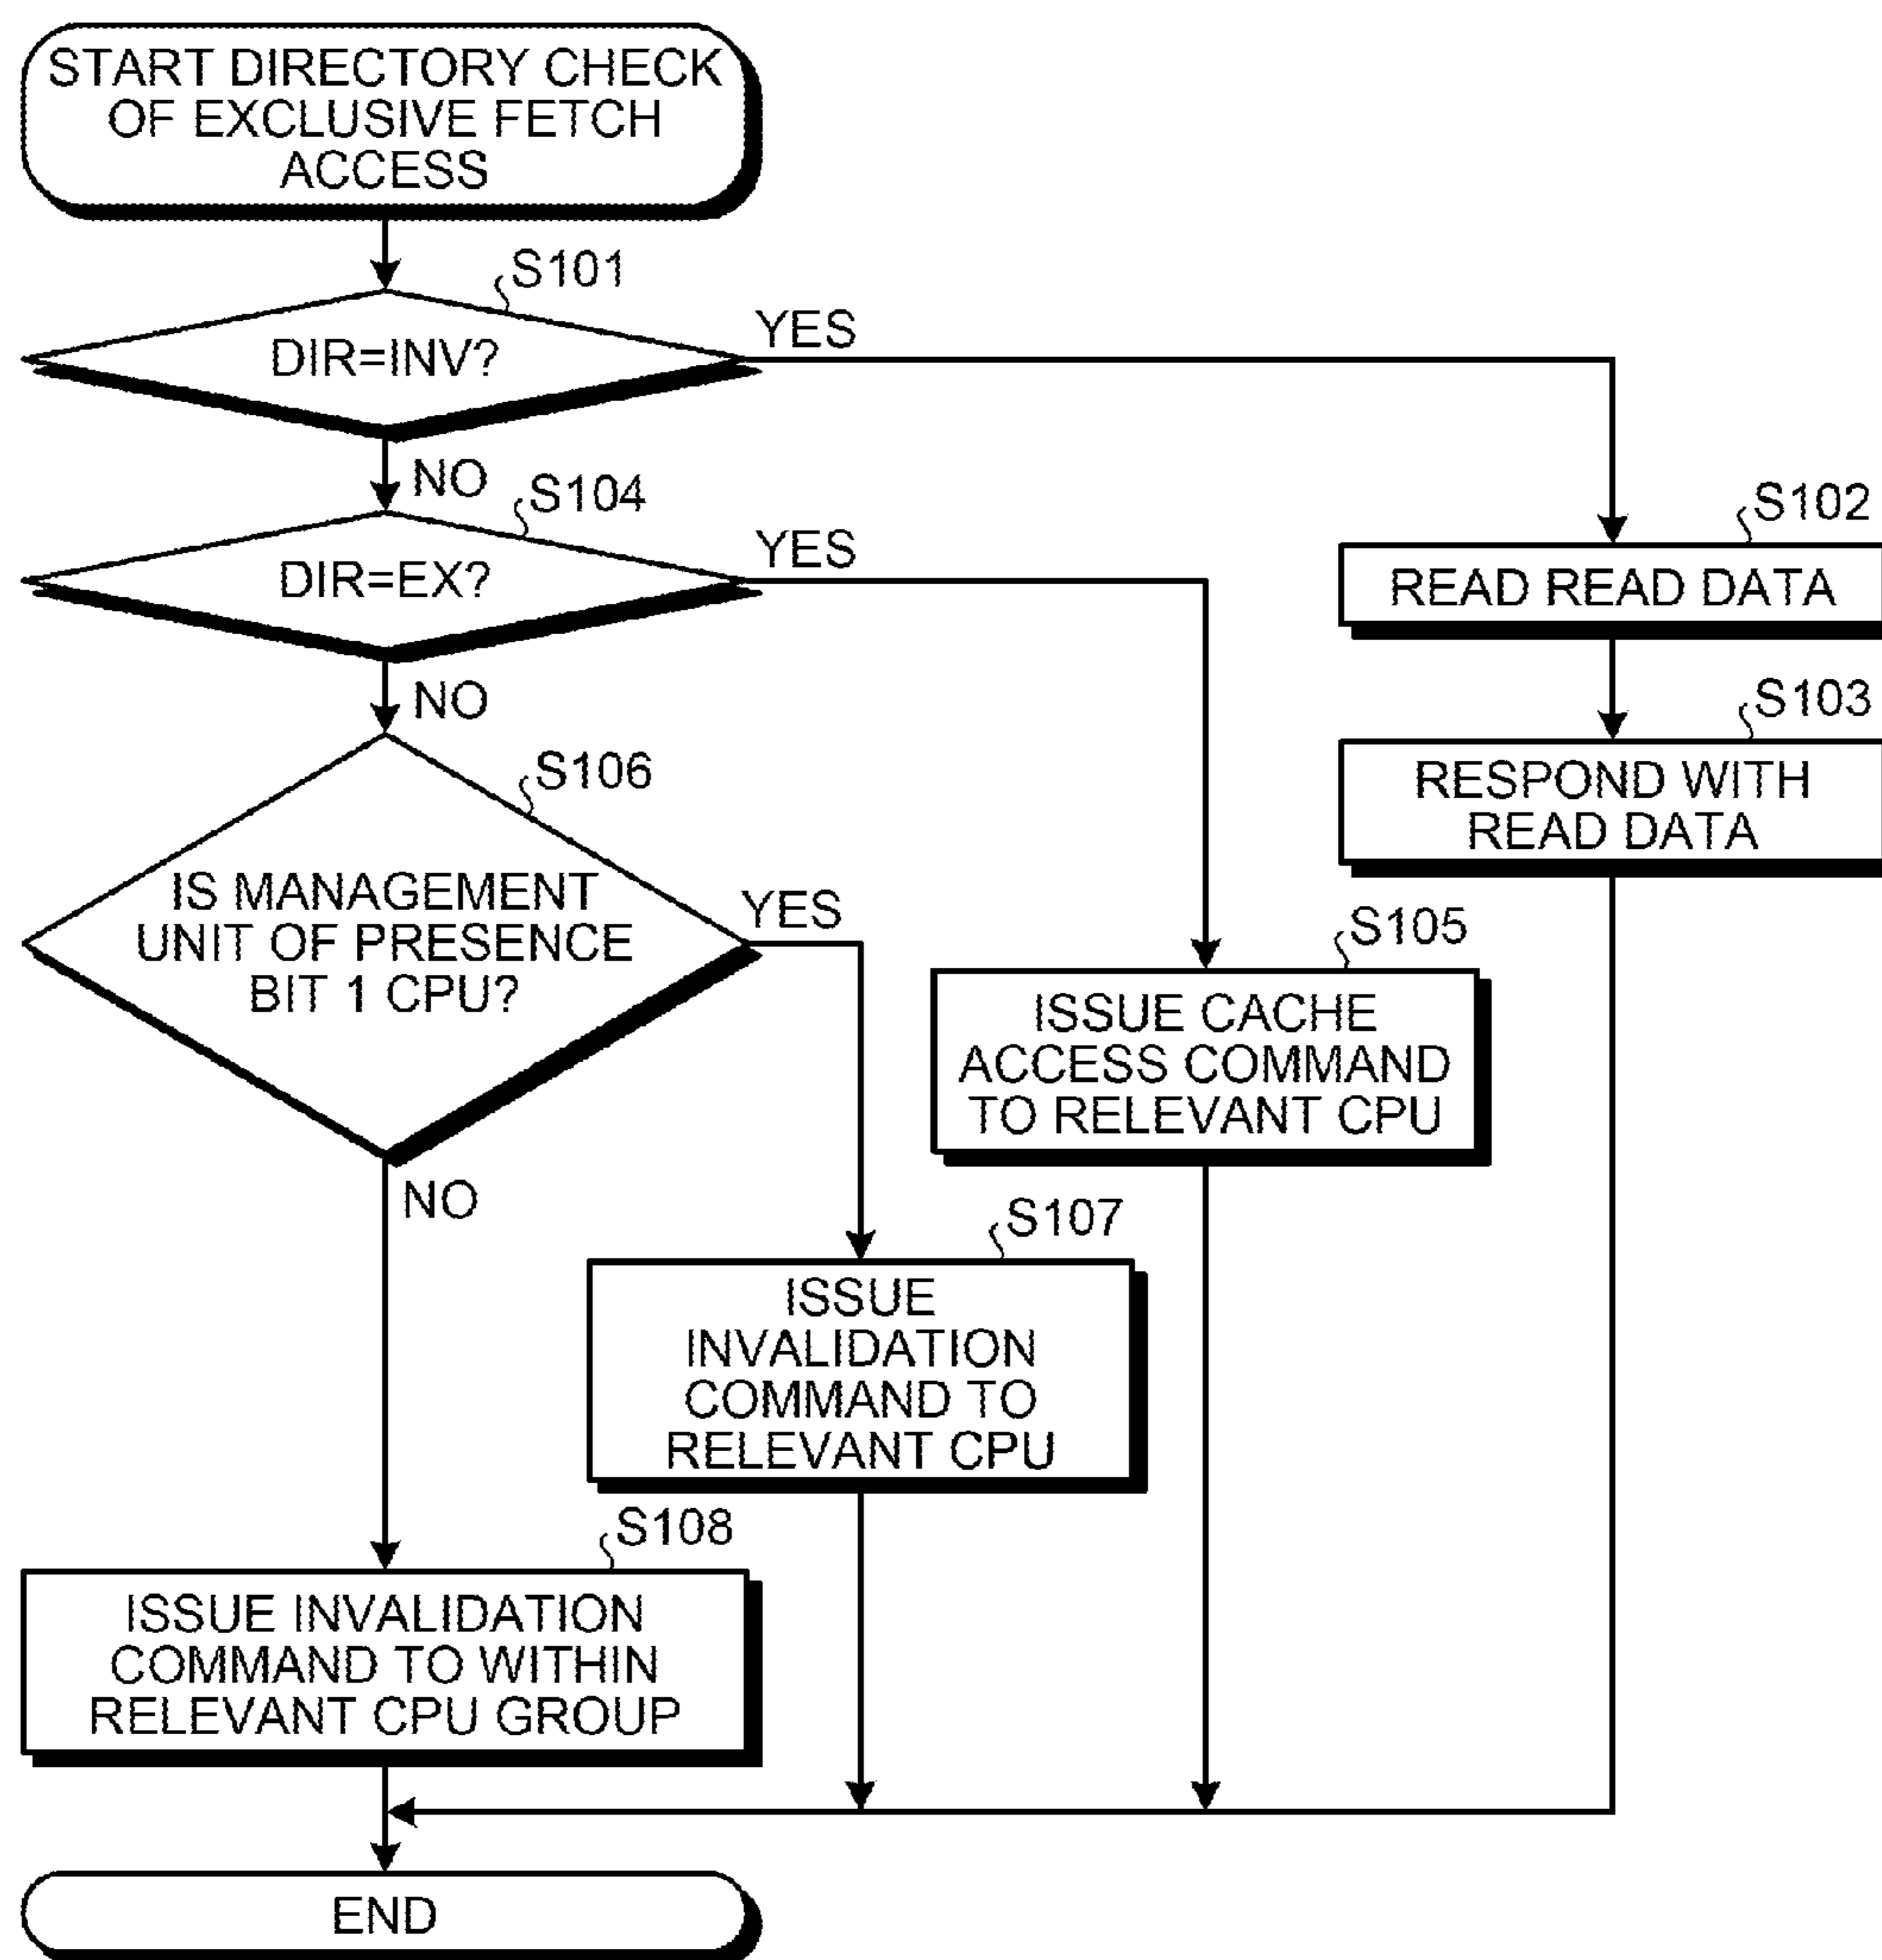 START DIRECTORY CHECK
OF EXCLUSIVE FETCH
ACCESS
S101
DIR=INV?
YES
NO
S102
READ READ DATA
S103
RESPOND WITH
READ DATA
S104
DIR=EX?
YES
NO
S105
ISSUE CACHE
ACCESS COMMAND
TO RELEVANT CPU
S106
IS MANAGEMENT
UNIT OF PRESENCE
BIT 1 CPU?
YES
NO
S107
ISSUE
INVALIDATION
COMMAND TO
RELEVANT CPU
S108
ISSUE INVALIDATION
COMMAND TO WITHIN
RELEVANT CPU GROUP
END